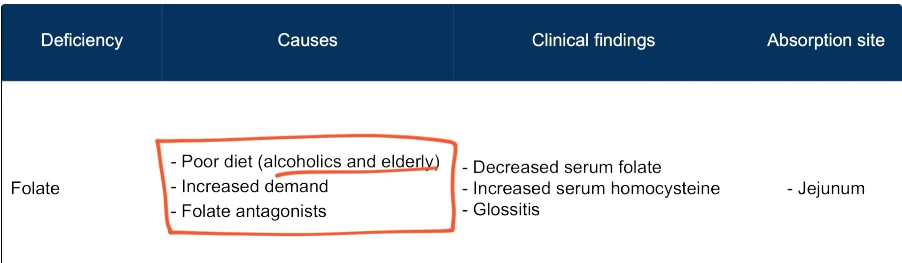 Deficiency Causes Clinical findings Absorption site
Folate
- Poor diet (alcoholics and elderly)
- Increased demand
- Folate antagonists
- Decreased serum folate
- Increased serum homocysteine
- Glossitis
- Jejunum